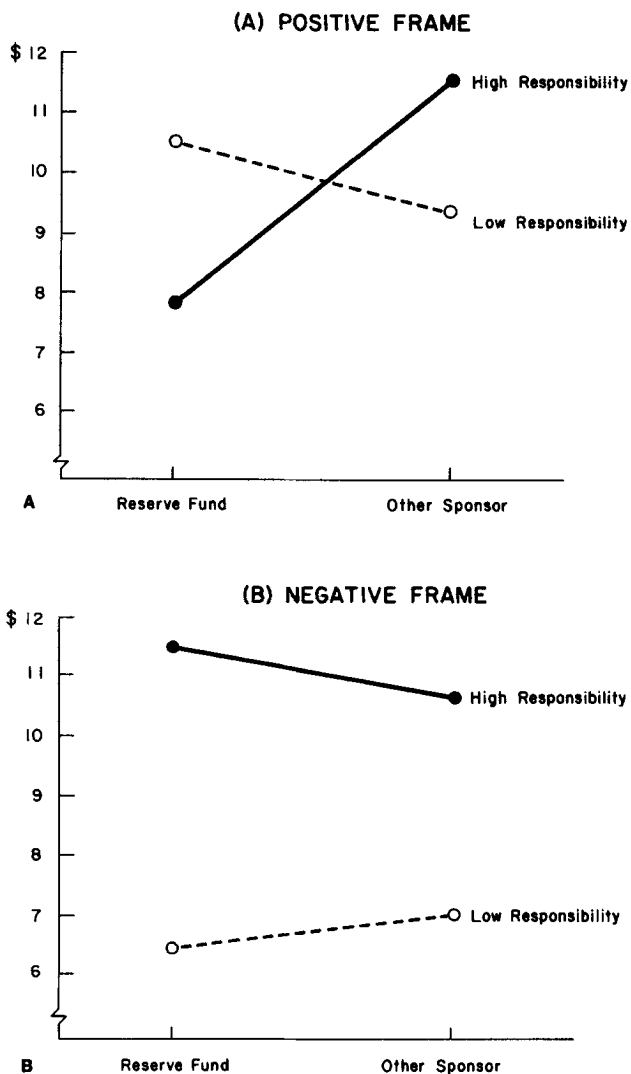 (A) POSITIVE FRAME
$ 12
High Responsibility
11
10
Low Responsibility
9
8
7
6
A
Reserve Fund Other Sponsor
(B) NEGATIVE FRAME
$ 12
11
High Responsibility
10
9
8
7
Low Responsibility
6
B
Reserve Fund Other Sponsor